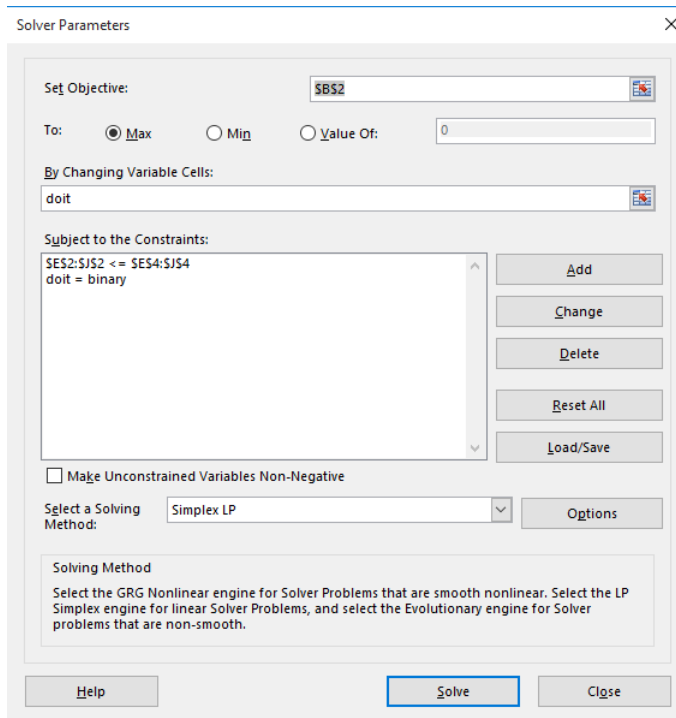 Solver Parameters
Set Objective:
$B$2
To:
Max
Min
Value Of:
0
By Changing Variable Cells:
doit
Subject to the Constraints:
$E$2:$J$2 <= $E$4:$J$4
doit = binary
Add
Change
Delete
Reset All
Load/Save
Make Unconstrained Variables Non-Negative
Select a Solving
Method:
Simplex LP
Options
Solving Method
Select the GRG Nonlinear engine for Solver Problems that are smooth nonlinear. Select the LP
Simplex engine for linear Solver Problems, and select the Evolutionary engine for Solver
problems that are non-smooth.
Help
Solve
Close